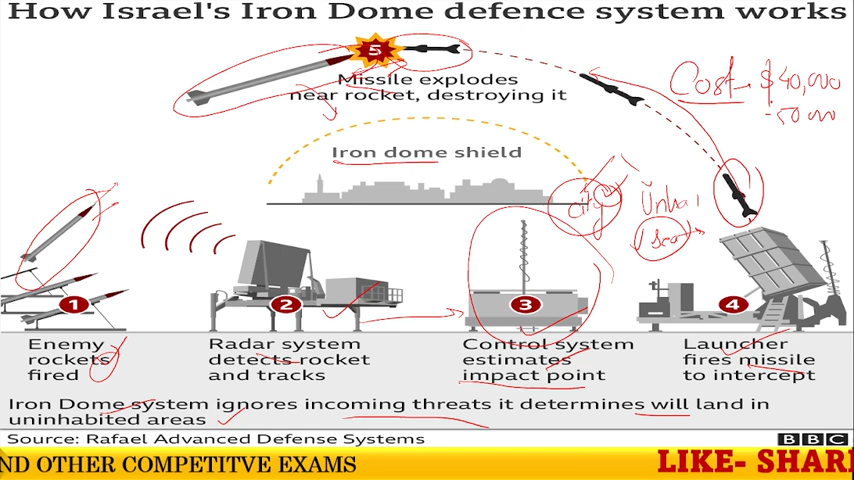 How Israel's Iron Dome defence system works
5
Missile explodes
near rocket, destroying it
Cost - $40,000
- 50 000
Iron dome shield
city
1
2
3
4
Enemy
rockets
fired
Radar system
detects rocket
and tracks
Control system
estimates
impact point
Launcher
fires missile
to intercept
Iron Dome system ignores incoming threats it determines will land in
uninhabited areas
Source: Rafael Advanced Defense Systems
BBC
ND OTHER COMPETITVE EXAMS
LIKE- SHARE